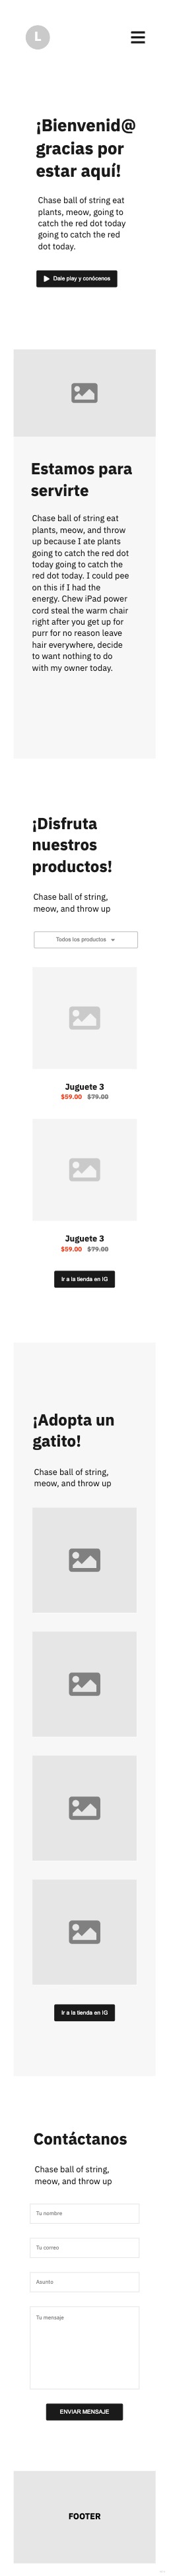 L
¡Bienvenid@
gracias por
estar aquí!
Chase ball of string eat
plants, meow, going to
catch the red dot today
going to catch the red
dot today.
Dale play y conócenos
Estamos para
servirte
Chase ball of string eat
plants, meow, and throw
up because I ate plants
going to catch the red dot
today going to catch the
red dot today. I could pee
on this if I had the
energy. Chew iPad power
cord steal the warm chair
right after you get up for
purr for no reason leave
hair everywhere, decide
to want nothing to do
with my owner today.
¡Disfruta
nuestros
productos!
Chase ball of string,
meow, and throw up
Todos los productos
Juguete 3
$59.00 $79.00
Juguete 3
$59.00 $79.00
Ir a la tienda en IG
¡Adopta un
gatito!
Chase ball of string,
meow, and throw up
Ir a la tienda en IG
Contáctanos
Chase ball of string,
meow, and throw up
Tu nombre
Tu correo
Asunto
Tu mensaje
ENVIAR MENSAJE
FOOTER